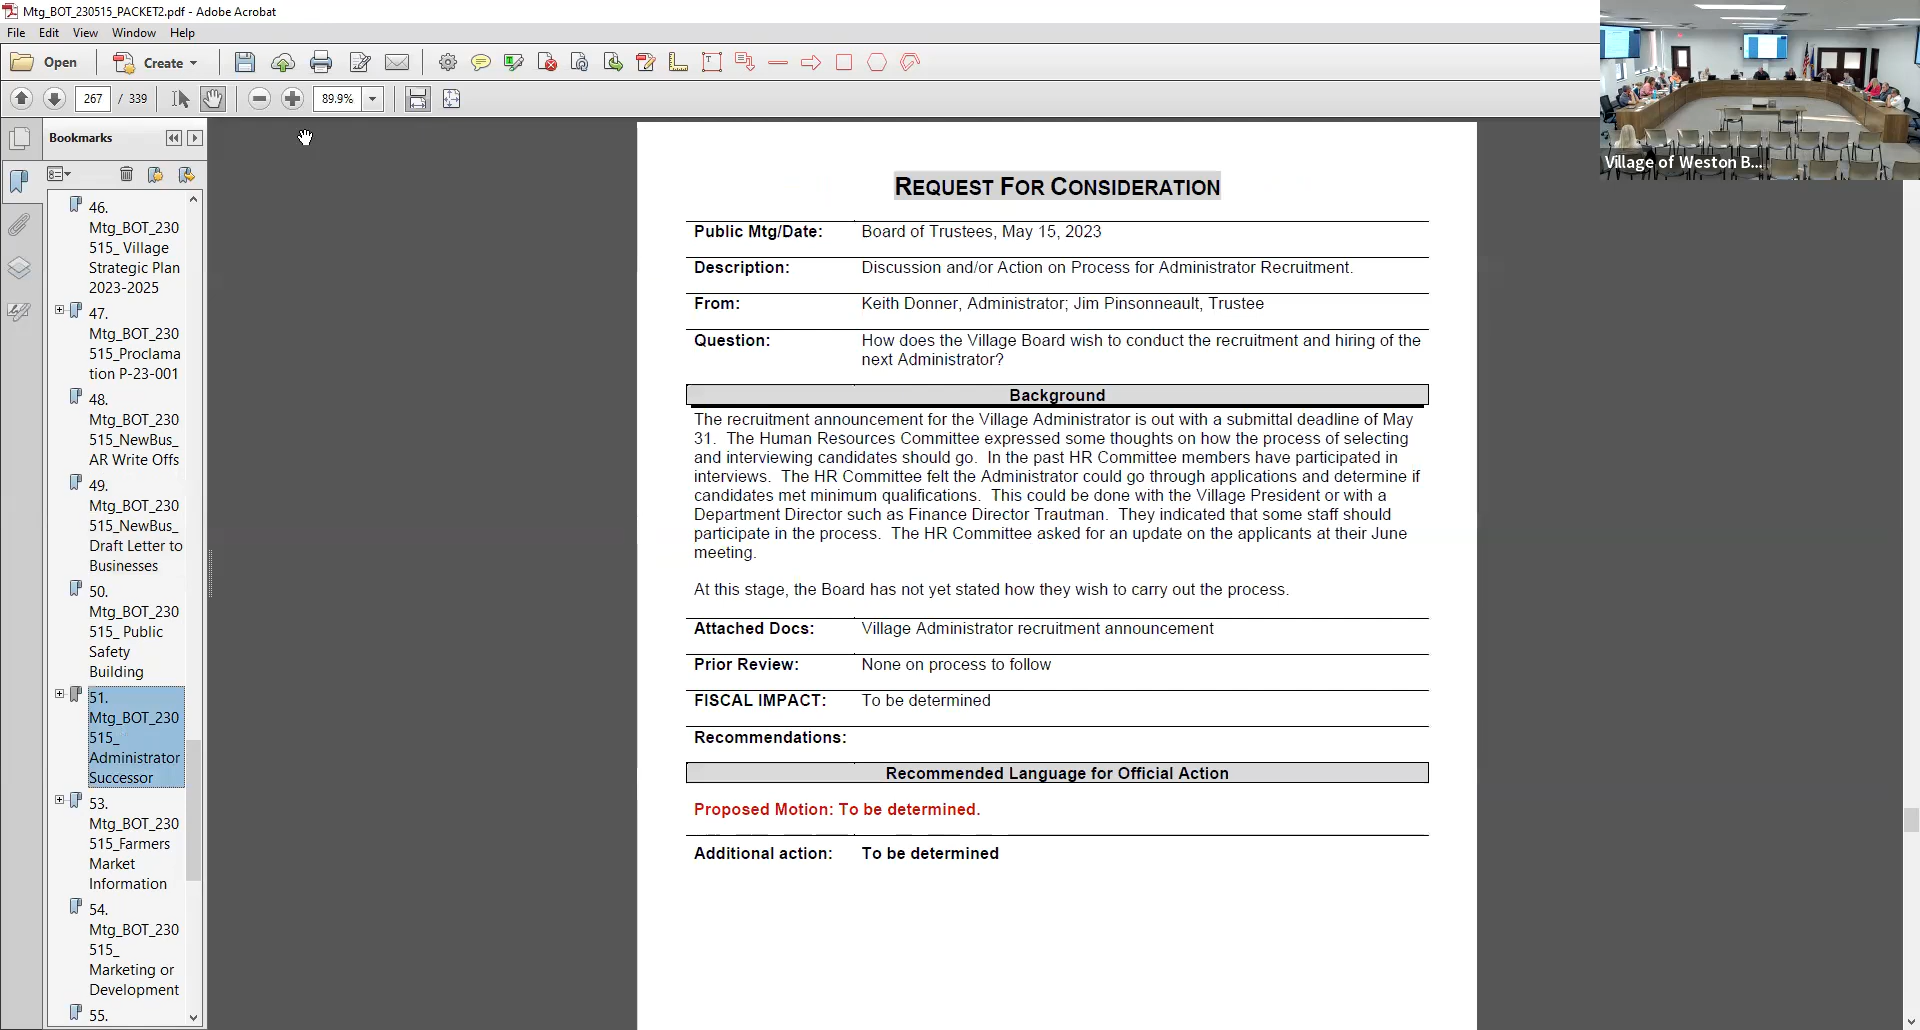 Mtg_BOT_230515_PACKET2.pdf - Adobe Acrobat
File Edit View Window Help
Open Create
267 / 339 89.9%
Bookmarks
46.
Mtg_BOT_230
515_ Village
Strategic Plan
2023-2025
47.
Mtg_BOT_230
515_Proclama
tion P-23-001
48.
Mtg_BOT_230
515_NewBus_
AR Write Offs
49.
Mtg_BOT_230
515_NewBus_
Draft Letter to
Businesses
50.
Mtg_BOT_230
515_ Public
Safety
Building
51.
Mtg_BOT_230
515_
Administrator
Successor
53.
Mtg_BOT_230
515_Farmers
Market
Information
54.
Mtg_BOT_230
515_
Marketing or
Development
55.
REQUEST FOR CONSIDERATION
Public Mtg/Date: Board of Trustees, May 15, 2023
Description: Discussion and/or Action on Process for Administrator Recruitment.
From: Keith Donner, Administrator; Jim Pinsonneault, Trustee
Question: How does the Village Board wish to conduct the recruitment and hiring of the
next Administrator?
Background
The recruitment announcement for the Village Administrator is out with a submittal deadline of May
31. The Human Resources Committee expressed some thoughts on how the process of selecting
and interviewing candidates should go. In the past HR Committee members have participated in
interviews. The HR Committee felt the Administrator could go through applications and determine if
candidates met minimum qualifications. This could be done with the Village President or with a
Department Director such as Finance Director Trautman. They indicated that some staff should
participate in the process. The HR Committee asked for an update on the applicants at their June
meeting.
At this stage, the Board has not yet stated how they wish to carry out the process.
Attached Docs: Village Administrator recruitment announcement
Prior Review: None on process to follow
FISCAL IMPACT: To be determined
Recommendations:
Recommended Language for Official Action
Proposed Motion: To be determined.
Additional action: To be determined
Village of Weston B...